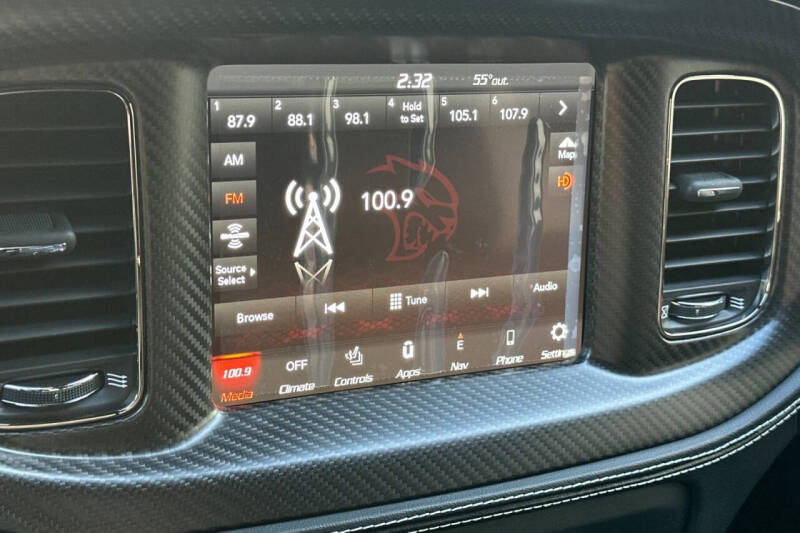 2:32 55° out.
1 87.9 2 88.1 3 98.1 4 Hold to Set 5 105.1 6 107.9
AM
Map
FM
HD
100.9
Source
Select
Browse
Tune
Audio
100.9
OFF
E
Media
Climate
Controls
Apps
Nav
Phone
Settings